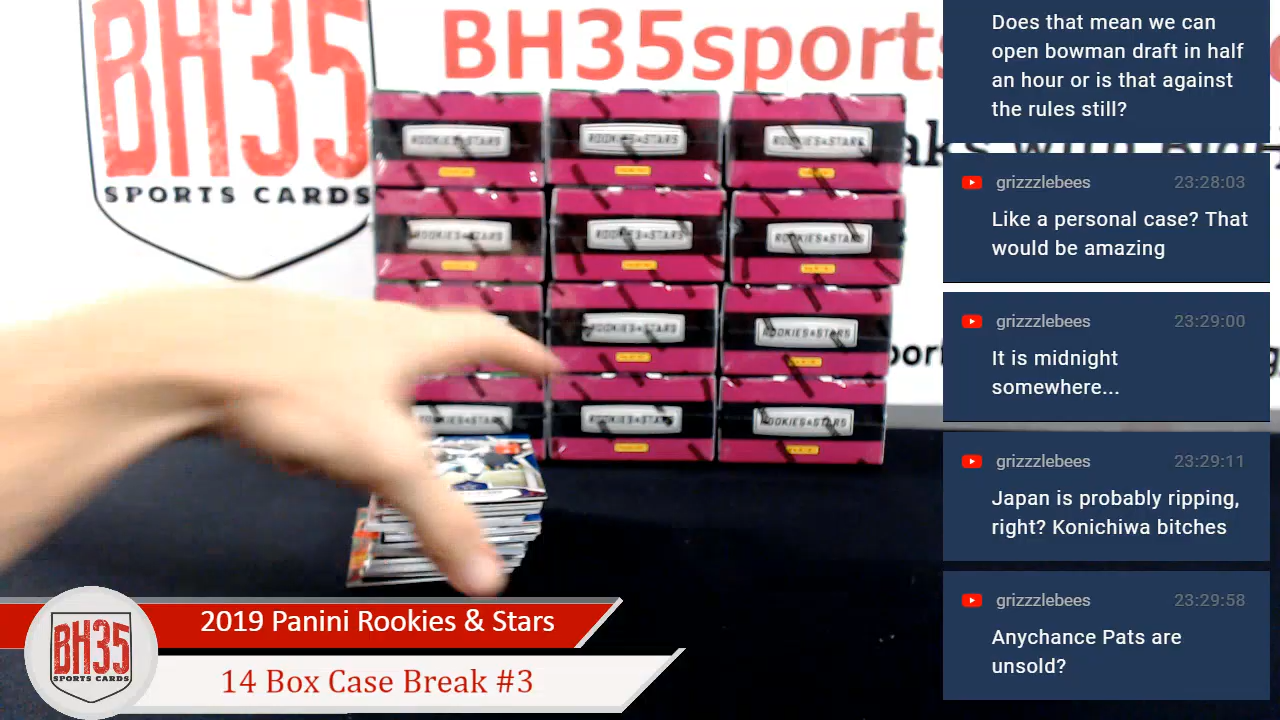 BH35
SPORTS CARDS
BH35sports
ROOKIES & STARS
ROOKIES & STARS
ROOKIES & STARS
ROOKIES & STARS
ROOKIES & STARS
ROOKIES & STARS
ROOKIES & STARS
ROOKIES & STARS
ROOKIES & STARS
ROOKIES & STARS
ROOKIES & STARS
Does that mean we can
open bowman draft in half
an hour or is that against
the rules still?
grizzzlebees 23:28:03
Like a personal case? That
would be amazing
grizzzlebees 23:29:00
It is midnight
somewhere...
grizzzlebees 23:29:11
Japan is probably ripping,
right? Konichiwa bitches
grizzzlebees 23:29:58
Anychance Pats are
unsold?
2019 Panini Rookies & Stars
14 Box Case Break #3
BH35
SPORTS CARDS